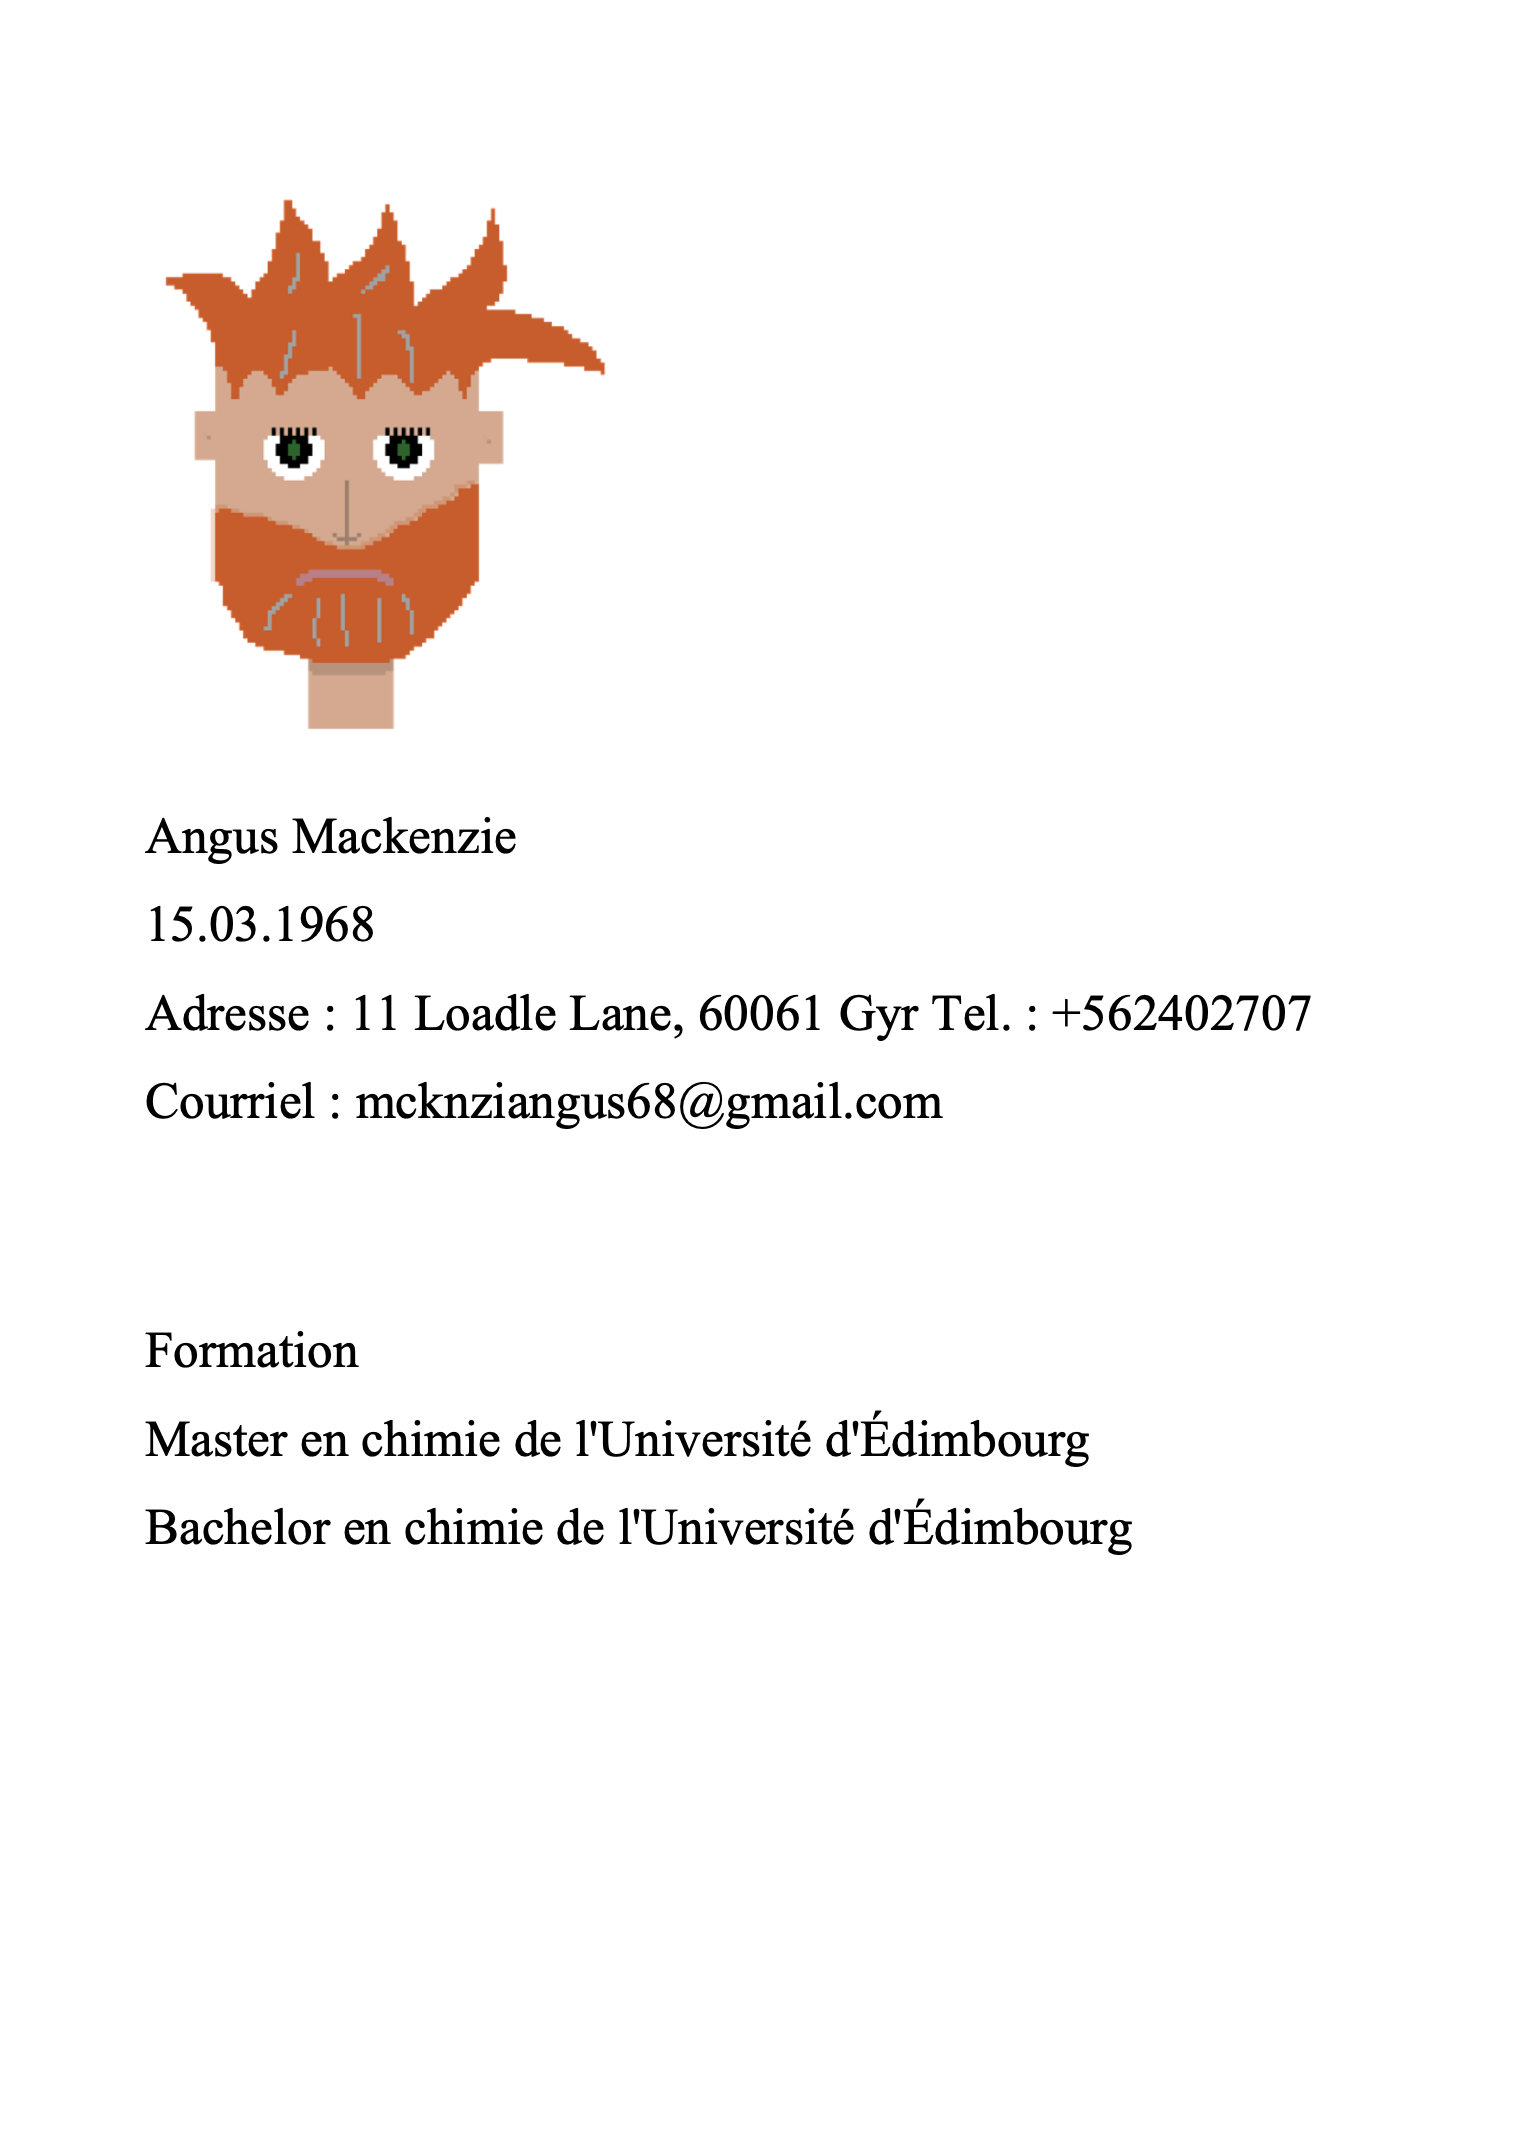 Angus Mackenzie
15.03.1968
Adresse : 11 Loadle Lane, 60061 Gyr Tel. : +562402707
Courriel : mcknziangus68@gmail.com
Formation
Master en chimie de l'Université d'Édimbourg
Bachelor en chimie de l'Université d'Édimbourg